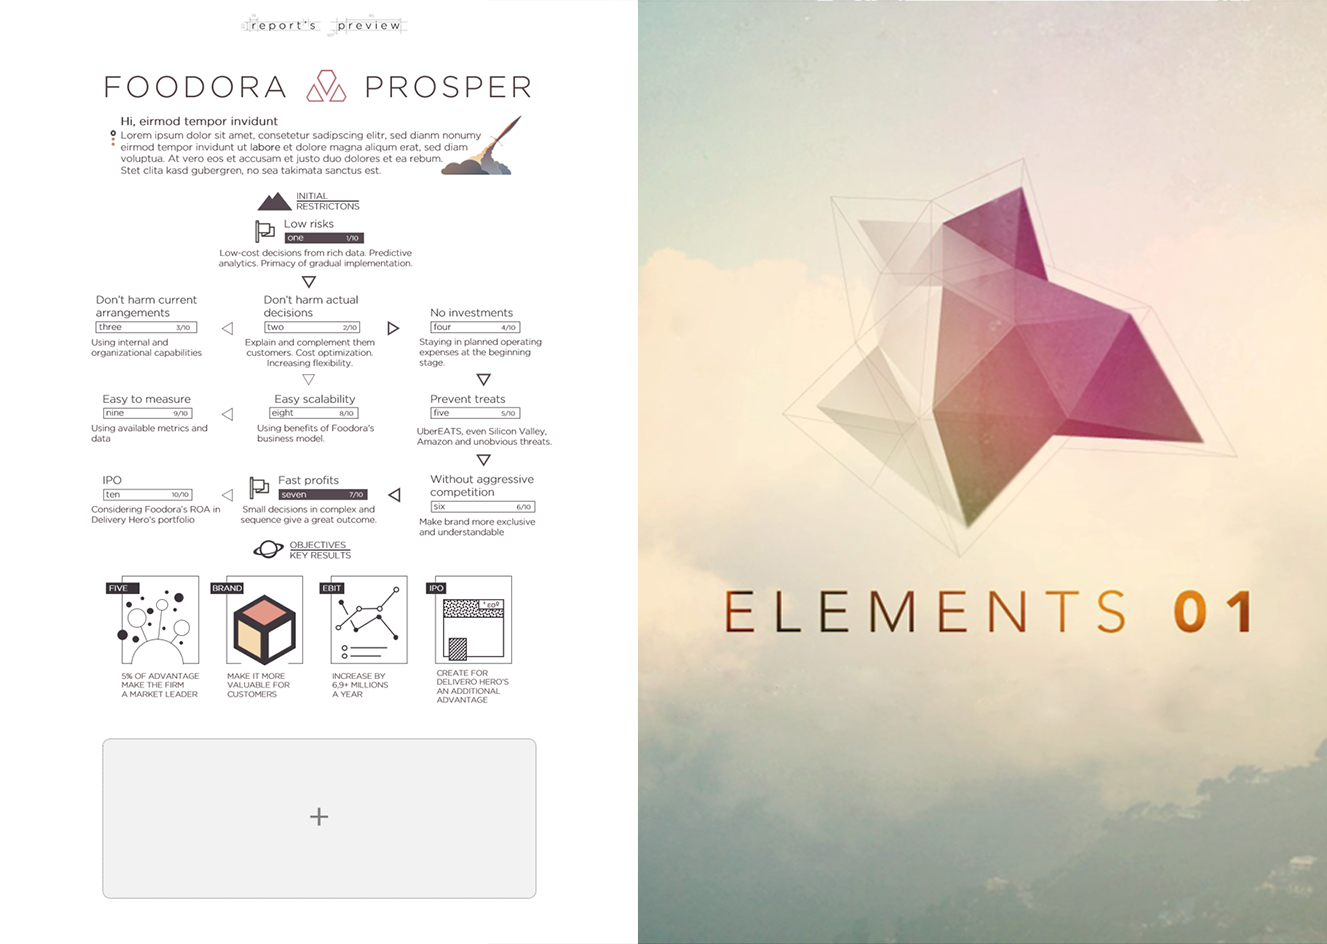 report's preview
FOODORA PROSPER
Hi, eirmod tempor invidunt
Lorem ipsum dolor sit amet, consetetur sadipscing elitr, sed dianm nonumy
eirmod tempor invidunt ut labore et dolore magna aliqum erat, sed diam
voluptua. At vero eos et accusam et justo duo dolores et ea rebum.
Stet clita kasd gubergren, no sea takimata sanctus est.
INITIAL
RESTRICTONS
Low risks
one 1/10
Low-cost decisions from rich data. Predictive
analytics. Primacy of gradual implementation.
Don't harm current
arrangements
three 3/10
Using internal and
organizational capabilities
Don't harm actual
decisions
two 2/10
Explain and complement them
customers. Cost optimization.
Increasing flexibility.
No investments
four 4/10
Staying in planned operating
expenses at the beginning
stage.
Easy to measure
nine 9/10
Using available metrics and
data
Easy scalability
eight 8/10
Using benefits of Foodora's
business model.
Prevent treats
five 5/10
UberEATS, even Silicon Valley,
Amazon and unobvious threats.
IPO
ten 10/10
Considering Foodora's ROA in
Delivery Hero's portfolio
Fast profits
seven 7/10
Small decisions in complex and
sequence give a great outcome.
Without aggressive
competition
six 6/10
Make brand more exclusive
and understandable
OBJECTIVES
KEY RESULTS
FIVE
5% OF ADVANTAGE
MAKE THE FIRM
A MARKET LEADER
BRAND
MAKE IT MORE
VALUABLE FOR
CUSTOMERS
EBIT
INCREASE BY
6,9+ MILLIONS
A YEAR
IPO
CREATE FOR
DELIVERO HERO'S
AN ADDITIONAL
ADVANTAGE
+
ELEMENTS 01